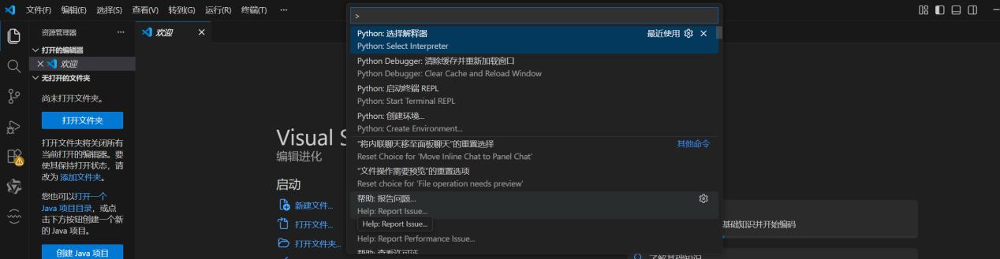 文件(F) 编辑(E) 选择(S) 查看(V) 转到(G) 运行(R) 终端(T) ···
资源管理器 ···
打开的编辑器
欢迎
无打开的文件夹
尚未打开文件夹。
打开文件夹
打开文件夹将关闭所有
当前打开的编辑器。要
使其保持打开状态，请
改为 添加文件夹。
您也可以打开一个
Java 项目目录，或点
击下方按钮创建一个新
的 Java 项目。
创建 Java 项目
欢迎
Visual S
编辑进化
启动
新建文件...
打开文件...
打开文件夹...
>
Python: 选择解释器 最近使用
Python: Select Interpreter
Python Debugger: 清除缓存并重新加载窗口
Python Debugger: Clear Cache and Reload Window
Python: 启动终端 REPL
Python: Start Terminal REPL
Python: 创建环境...
Python: Create Environment...
"将内联聊天移至面板聊天"的重置选择 其他命令
Reset Choice for 'Move Inline Chat to Panel Chat'
"文件操作需要预览"的重置选项
Reset choice for 'File operation needs preview'
帮助: 报告问题...
Help: Report Issue...
Help: Report Issue...
Help: Report Performance Issue...
帮助: 查看许可证
基础知识并开始编码
了解基础知识